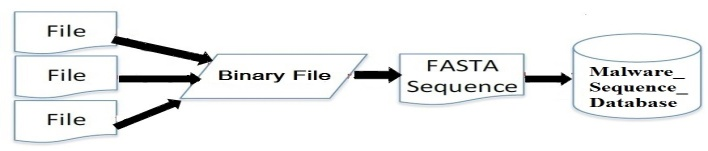 File
File
File
Binary File
FASTA
Sequence
Malware_
Sequence_
Database